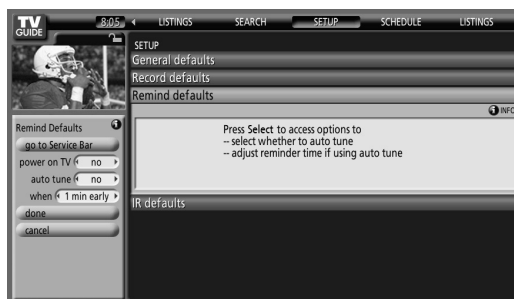 TV GUIDE
8:05
LISTINGS SEARCH SETUP SCHEDULE LISTINGS
SETUP
General defaults
Record defaults
Remind defaults
INFO
Press Select to access options to
-- select whether to auto tune
-- adjust reminder time if using auto tune
IR defaults
Remind Defaults
go to Service Bar
power on TV no
auto tune no
when 1 min early
done
cancel